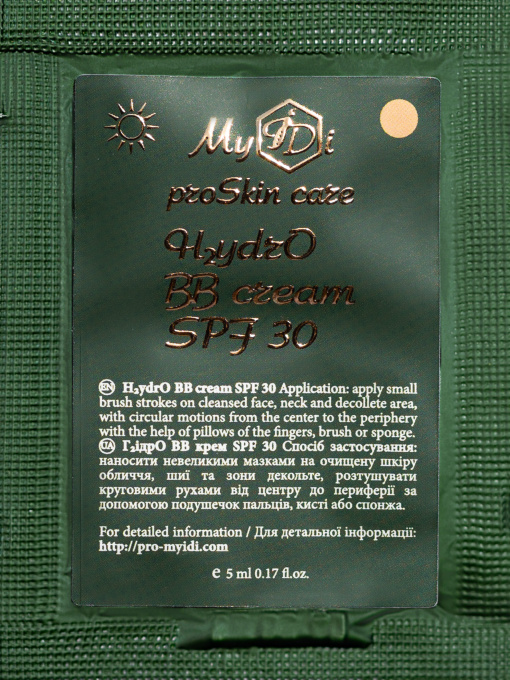 MyIDi
proSkin care
H₂ydrO
BB cream
SPF 30
EN H₂ydrO BB cream SPF 30 Application: apply small
brush strokes on cleansed face, neck and decollete area,
with circular motions from the center to the periphery
with the help of pillows of the fingers, brush or sponge.
UA Г₂ідрО ВВ крем SPF 30 Спосіб застосування:
наносити невеликими мазками на очищену шкіру
обличчя, шиї та зони декольте, розтушувати
круговими рухами від центру до периферії за
допомогою подушечок пальців, кисті або спонжа.
For detailed information / Для детальної інформації:
http://pro-myidi.com
e 5 ml 0.17 fl.oz.